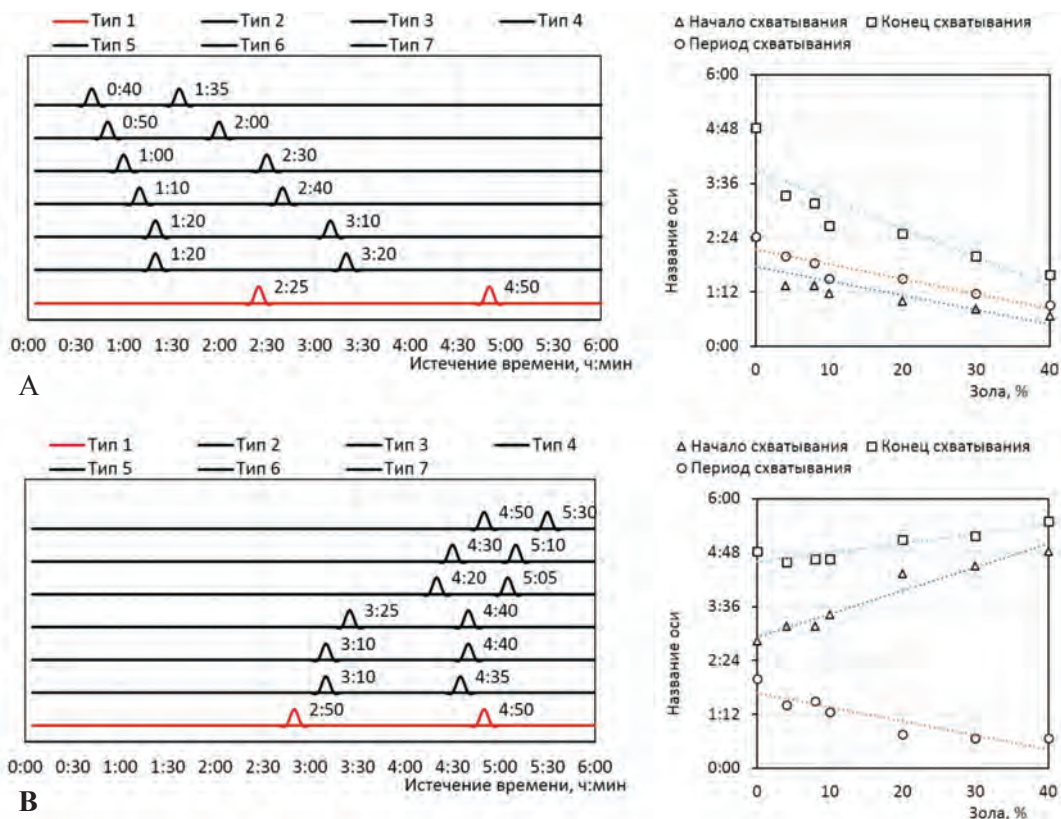 Тип 1 Тип 2 Тип 3 Тип 4
Тип 5 Тип 6 Тип 7
0:40 1:35
0:50 2:00
1:00 2:30
1:10 2:40
1:20 3:10
1:20 3:20
2:25 4:50
0:00 0:30 1:00 1:30 2:00 2:30 3:00 3:30 4:00 4:30 5:00 5:30 6:00
Истечение времени, ч:мин
A
Начало схватывания Конец схватывания
Период схватывания
6:00
4:48
3:36
2:24
1:12
0:00
Название оси
0 10 20 30 40
Зола, %
Тип 1 Тип 2 Тип 3 Тип 4
Тип 5 Тип 6 Тип 7
4:50 5:30
4:30 5:10
4:20 5:05
3:25 4:40
3:10 4:40
3:10 4:35
2:50 4:50
0:00 0:30 1:00 1:30 2:00 2:30 3:00 3:30 4:00 4:30 5:00 5:30 6:00
Истечение времени, ч:мин
B
Начало схватывания Конец схватывания
Период схватывания
6:00
4:48
3:36
2:24
1:12
0:00
Название оси
0 10 20 30 40
Зола, %